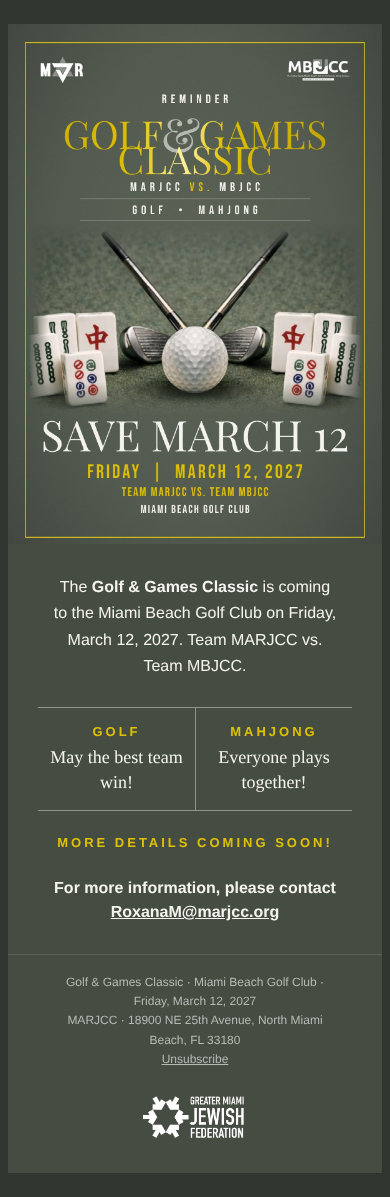 M R
MBJCC
REMINDER
GOLF&GAMES
CLASSIC
MARJCC VS. MBJCC
GOLF • MAHJONG
中 中
SAVE MARCH 12
FRIDAY | MARCH 12, 2027
TEAM MARJCC VS. TEAM MBJCC
MIAMI BEACH GOLF CLUB
The Golf & Games Classic is coming
to the Miami Beach Golf Club on Friday,
March 12, 2027. Team MARJCC vs.
Team MBJCC.
GOLF
May the best team
win!
MAHJONG
Everyone plays
together!
MORE DETAILS COMING SOON!
For more information, please contact
RoxanaM@marjcc.org
Golf & Games Classic · Miami Beach Golf Club ·
Friday, March 12, 2027
MARJCC · 18900 NE 25th Avenue, North Miami
Beach, FL 33180
Unsubscribe
GREATER MIAMI
JEWISH
FEDERATION